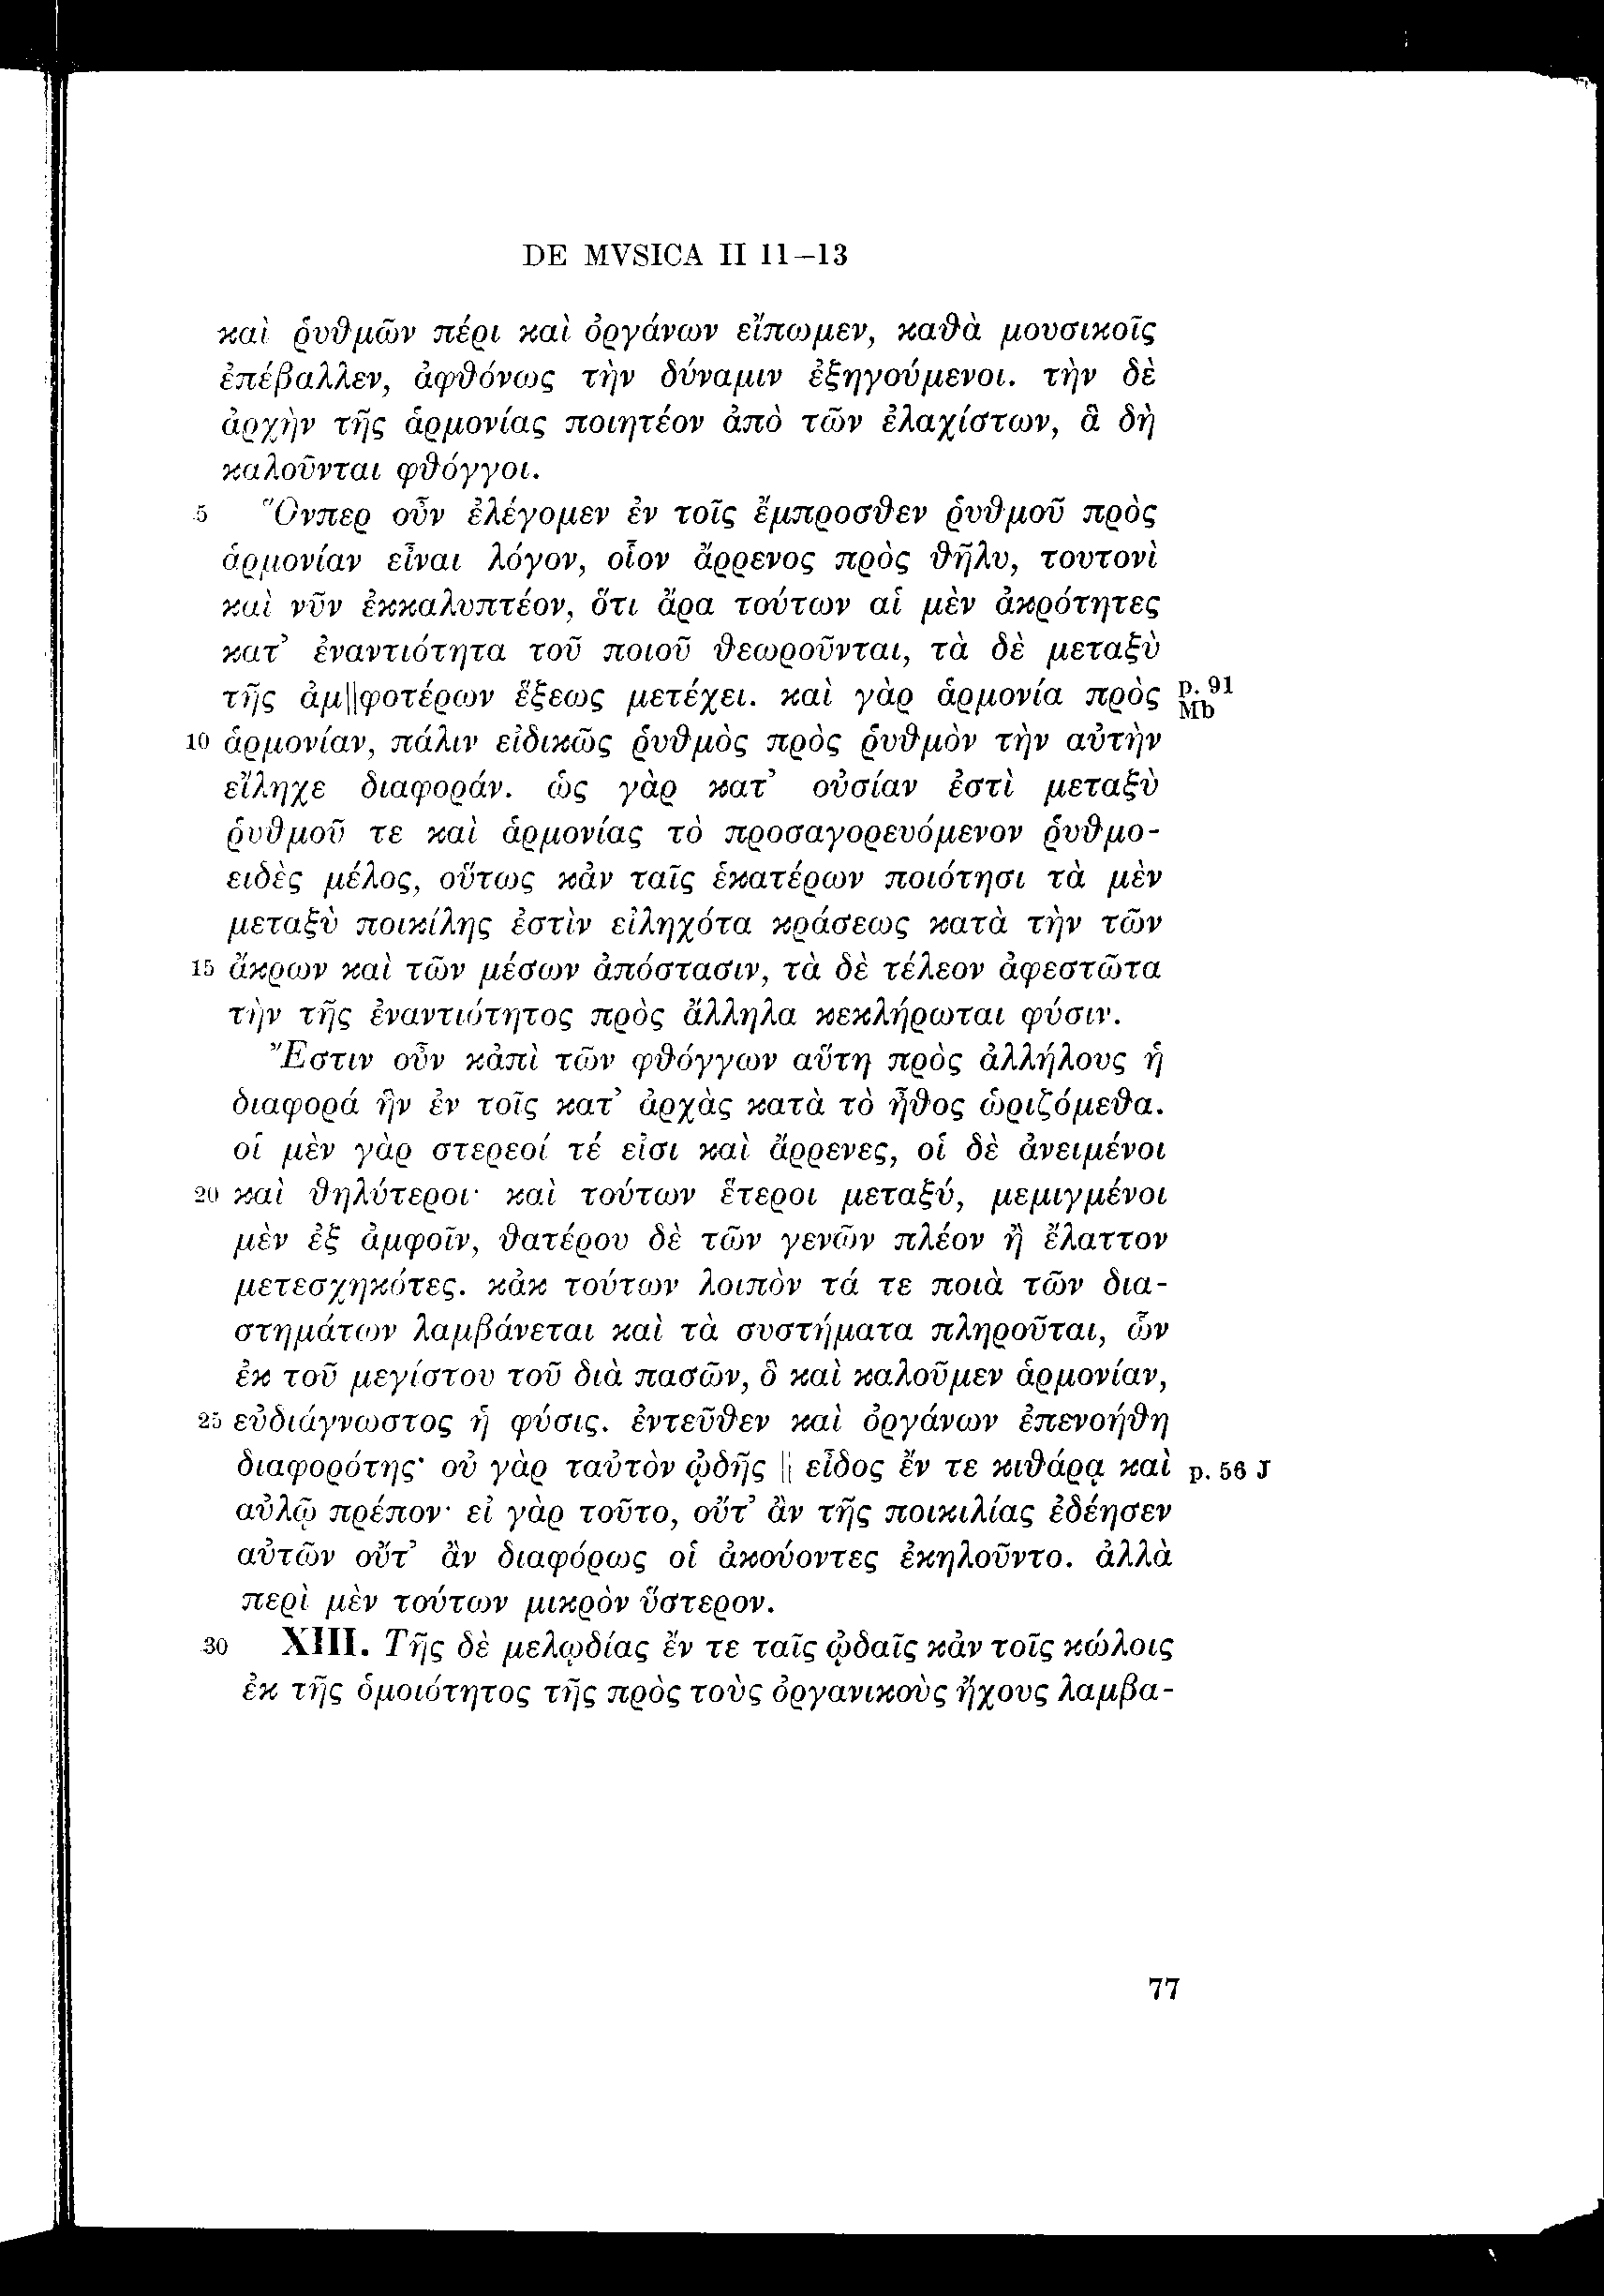 DE MVSICA II 11–13
καὶ ῥυθμῶν πέρι καὶ ὀργάνων εἴπωμεν, καθὰ μουσικοῖς
ἐπέβαλλεν, ἀφθόνως τὴν δύναμιν ἐξηγούμενοι. τὴν δὲ
ἀρχὴν τῆς ἁρμονίας ποιητέον ἀπὸ τῶν ἐλαχίστων, ἃ δὴ
καλοῦνται φθόγγοι.
5 Ὅνπερ οὖν ἐλέγομεν ἐν τοῖς ἔμπροσθεν ῥυθμοῦ πρὸς
ἁρμονίαν εἶναι λόγον, οἷον ἄρρενος πρὸς θῆλυ, τουτονὶ
καὶ νῦν ἐκκαλυπτέον, ὅτι ἄρα τούτων αἱ μὲν ἀκρότητες
κατ’ ἐναντιότητα τοῦ ποιοῦ θεωροῦνται, τὰ δὲ μεταξὺ
τῆς ἀμ||φοτέρων ἕξεως μετέχει. καὶ γὰρ ἁρμονία πρὸς p. 91 Mb
10 ἁρμονίαν, πάλιν εἰδικῶς ῥυθμὸς πρὸς ῥυθμὸν τὴν αὐτὴν
εἴληχε διαφοράν. ὡς γὰρ κατ’ οὐσίαν ἐστὶ μεταξὺ
ῥυθμοῦ τε καὶ ἁρμονίας τὸ προσαγορευόμενον ῥυθμο-
ειδὲς μέλος, οὕτως κἀν ταῖς ἑκατέρων ποιότησι τὰ μὲν
μεταξὺ ποικίλης ἐστὶν εἰληχότα κράσεως κατὰ τὴν τῶν
15 ἄκρων καὶ τῶν μέσων ἀπόστασιν, τὰ δὲ τέλεον ἀφεστῶτα
τὴν τῆς ἐναντιότητος πρὸς ἄλληλα κεκλήρωται φύσιν.
Ἔστιν οὖν κἀπὶ τῶν φθόγγων αὕτη πρὸς ἀλλήλους ἡ
διαφορά ἣν ἐν τοῖς κατ’ ἀρχὰς κατὰ τὸ ἦθος ὡριζόμεθα.
οἱ μὲν γὰρ στερεοί τέ εἰσι καὶ ἄρρενες, οἱ δὲ ἀνειμένοι
20 καὶ θηλύτεροι· καὶ τούτων ἕτεροι μεταξύ, μεμιγμένοι
μὲν ἐξ ἀμφοῖν, θατέρου δὲ τῶν γενῶν πλέον ἢ ἔλαττον
μετεσχηκότες. κἀκ τούτων λοιπὸν τά τε ποιὰ τῶν δια-
στημάτων λαμβάνεται καὶ τὰ συστήματα πληροῦται, ὧν
ἐκ τοῦ μεγίστου τοῦ διὰ πασῶν, ὃ καὶ καλοῦμεν ἁρμονίαν,
25 εὐδιάγνωστος ἡ φύσις. ἐντεῦθεν καὶ ὀργάνων ἐπενοήθη
διαφορότης· οὐ γὰρ ταὐτὸν ᾠδῆς || εἶδος ἔν τε κιθάρᾳ καὶ p. 56 J
αὐλῷ πρέπον· εἰ γὰρ τοῦτο, οὔτ’ ἂν τῆς ποικιλίας ἐδέησεν
αὐτῶν οὔτ’ ἂν διαφόρως οἱ ἀκούοντες ἐκηλοῦντο. ἀλλὰ
περὶ μὲν τούτων μικρὸν ὕστερον.
30 XIII. Τῆς δὲ μελῳδίας ἔν τε ταῖς ᾠδαῖς κἀν τοῖς κώλοις
ἐκ τῆς ὁμοιότητος τῆς πρὸς τοὺς ὀργανικοὺς ἤχους λαμβα-
77